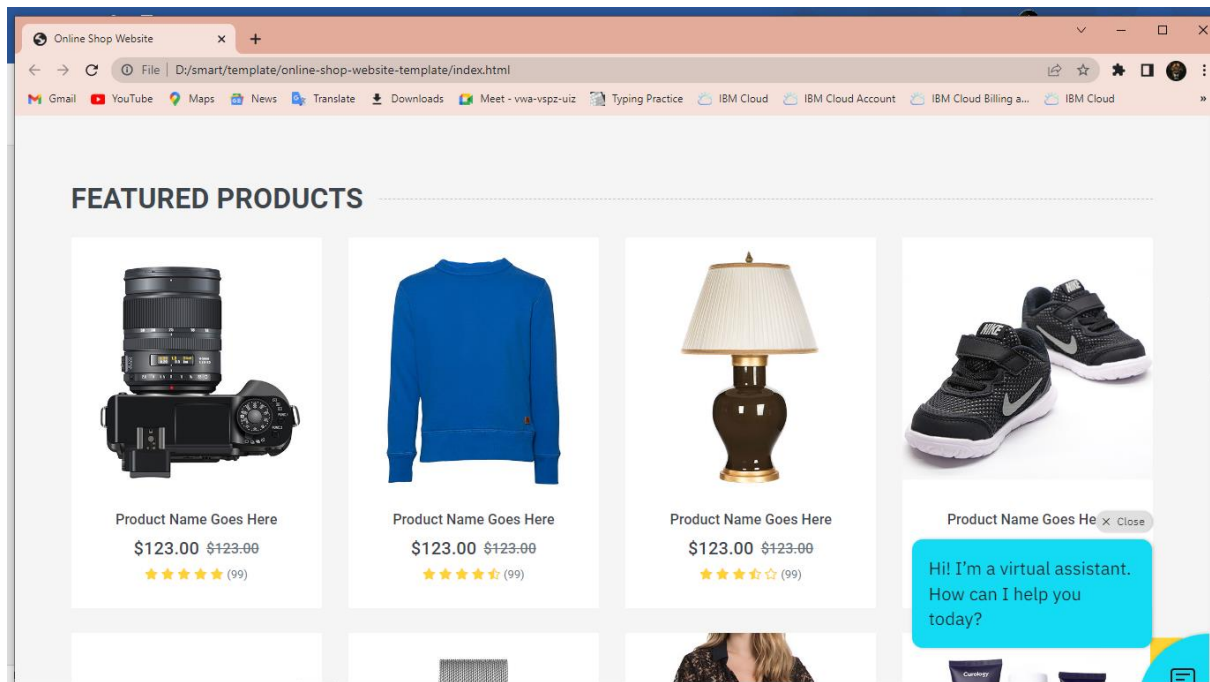 Online Shop Website
File D:/smart/template/online-shop-website-template/index.html
Gmail YouTube Maps News Translate Downloads Meet - vwa-vspz-uiz Typing Practice IBM Cloud IBM Cloud Account IBM Cloud Billing a... IBM Cloud »
FEATURED PRODUCTS
NIKE
NIKE
Product Name Goes Here
$123.00 $123.00
(99)
Product Name Goes Here
$123.00 $123.00
(99)
Product Name Goes Here
$123.00 $123.00
(99)
Product Name Goes He
× Close
Hi! I'm a virtual assistant.
How can I help you
today?
Curology